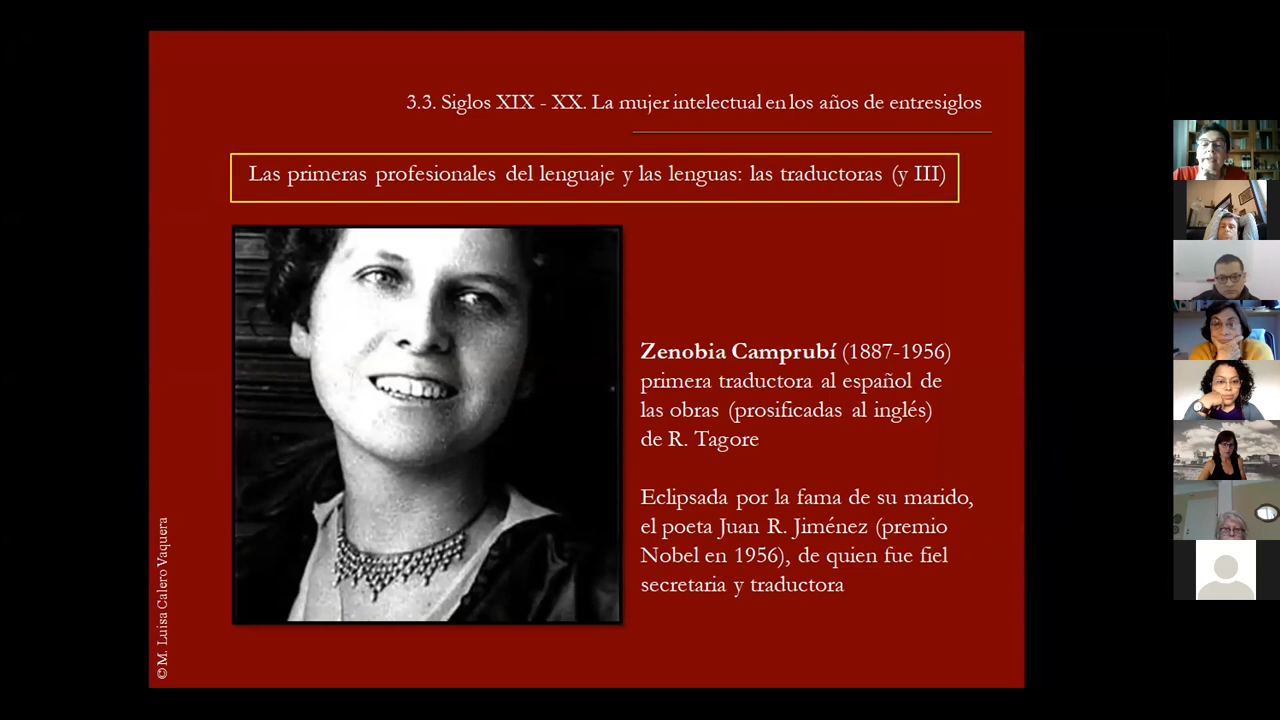 3.3. Siglos XIX - XX. La mujer intelectual en los años de entresiglos
Las primeras profesionales del lenguaje y las lenguas: las traductoras (y III)
Zenobia Camprubí (1887-1956)
primera traductora al español de
las obras (prosificadas al inglés)
de R. Tagore
Eclipsada por la fama de su marido,
el poeta Juan R. Jiménez (premio
Nobel en 1956), de quien fue fiel
secretaria y traductora
©M. Luisa Calero Vaquera